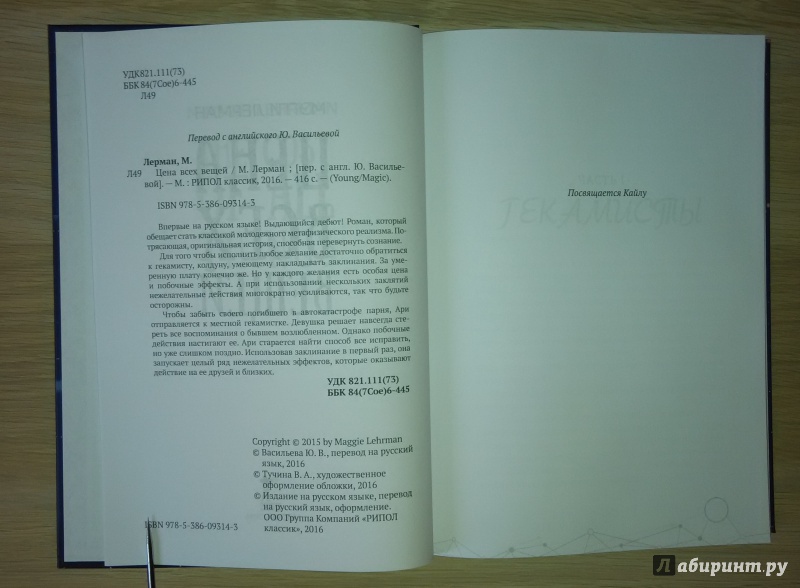 УДК821.111(73)
ББК 84(7Сое)6-445
Л49
Перевод с английского Ю. Васильевой
Лерман, М.
Л49 Цена всех вещей / М. Лерман ; [пер. с англ. Ю. Василье-
вой]. — М. : РИПОЛ классик, 2016. — 416 с. — (Young/Magic).
ISBN 978-5-386-09314-3
Впервые на русском языке! Выдающийся дебют! Роман, который
обещает стать классикой молодежного метафизического реализма. По-
трясающая, оригинальная история, способная перевернуть сознание.
Для того чтобы исполнить любое желание достаточно обратиться
к гекамисту, колдуну, умеющему накладывать заклинания. За уме-
ренную плату конечно же. Но у каждого желания есть особая цена
и побочные эффекты. А при использовании нескольких заклятий
нежелательные действия многократно усиливаются, так что будьте
осторожны.
Чтобы забыть своего погибшего в автокатастрофе парня, Ари
отправляется к местной гекамистке. Девушка решает навсегда сте-
реть все воспоминания о бывшем возлюбленном. Однако побочные
действия настигают ее. Ари старается найти способ все исправить,
но уже слишком поздно. Использовав заклинание в первый раз, она
запускает целый ряд нежелательных эффектов, которые оказывают
действие на ее друзей и близких.
УДК 821.111(73)
ББК 84(7Сое)6-445
Copyright © 2015 by Maggie Lehrman
© Васильева Ю. В., перевод на русский
язык, 2016
© Тучина В. А., художественное
оформление обложки, 2016
© Издание на русском языке, перевод
на русский язык, оформление.
ООО Группа Компаний «РИПОЛ
классик», 2016
ISBN 978-5-386-09314-3
Посвящается Кайлу
ГЕКАМИСТЫ
Лабиринт.ру